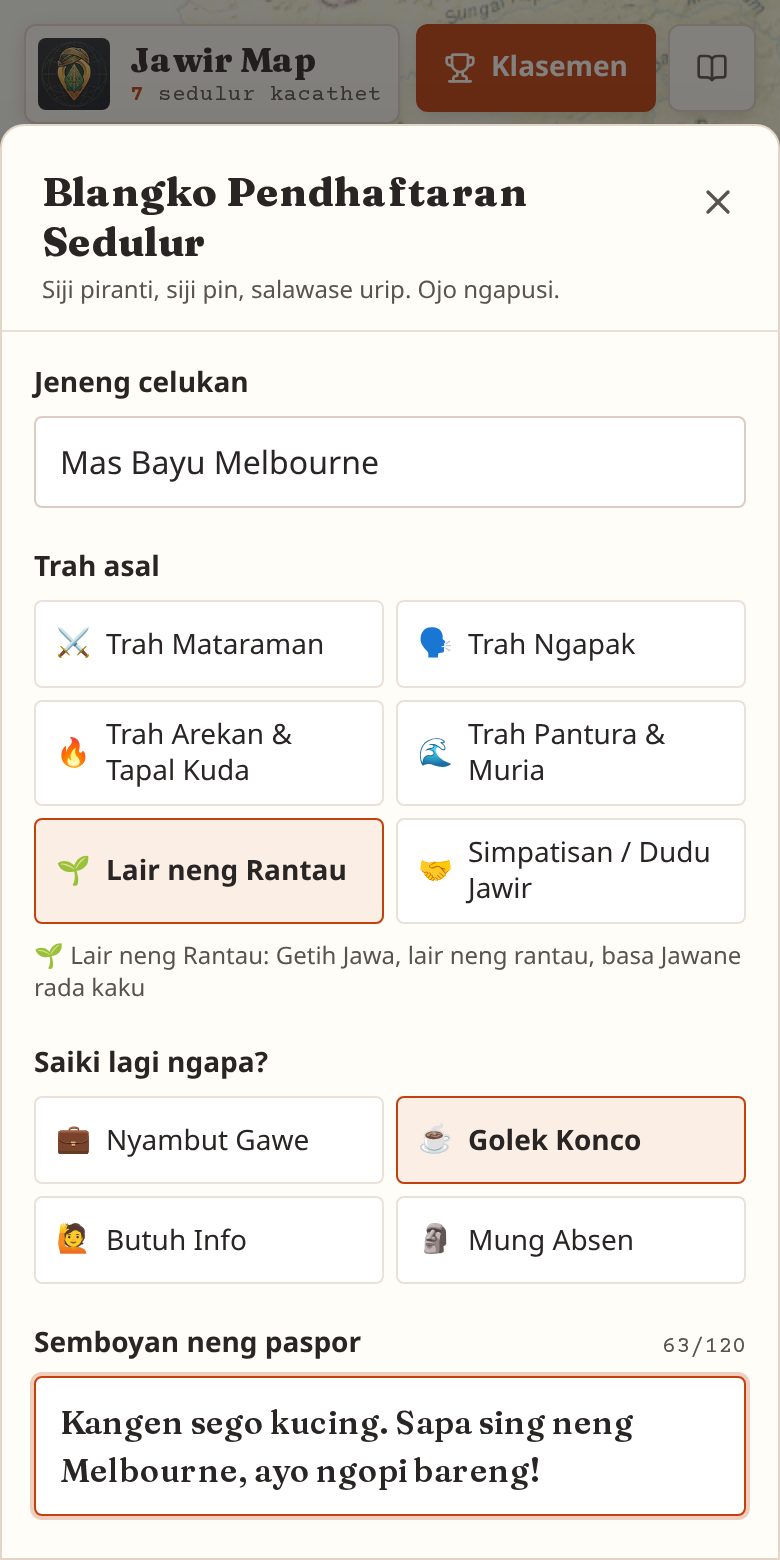 Sungai
Jawir Map
7 sedulur kacathet
Klasemen
Blangko Pendhaftaran
Sedulur
Siji piranti, siji pin, salawase urip. Ojo ngapusi.
Jeneng celukan
Mas Bayu Melbourne
Trah asal
Trah Mataraman
Trah Ngapak
Trah Arekan &
Tapal Kuda
Trah Pantura &
Muria
Lair neng Rantau
Simpatisan / Dudu
Jawir
Lair neng Rantau: Getih Jawa, lair neng rantau, basa Jawane
rada kaku
Saiki lagi ngapa?
Nyambut Gawe
Golek Konco
Butuh Info
Mung Absen
Semboyan neng paspor
63/120
Kangen sego kucing. Sapa sing neng
Melbourne, ayo ngopi bareng!